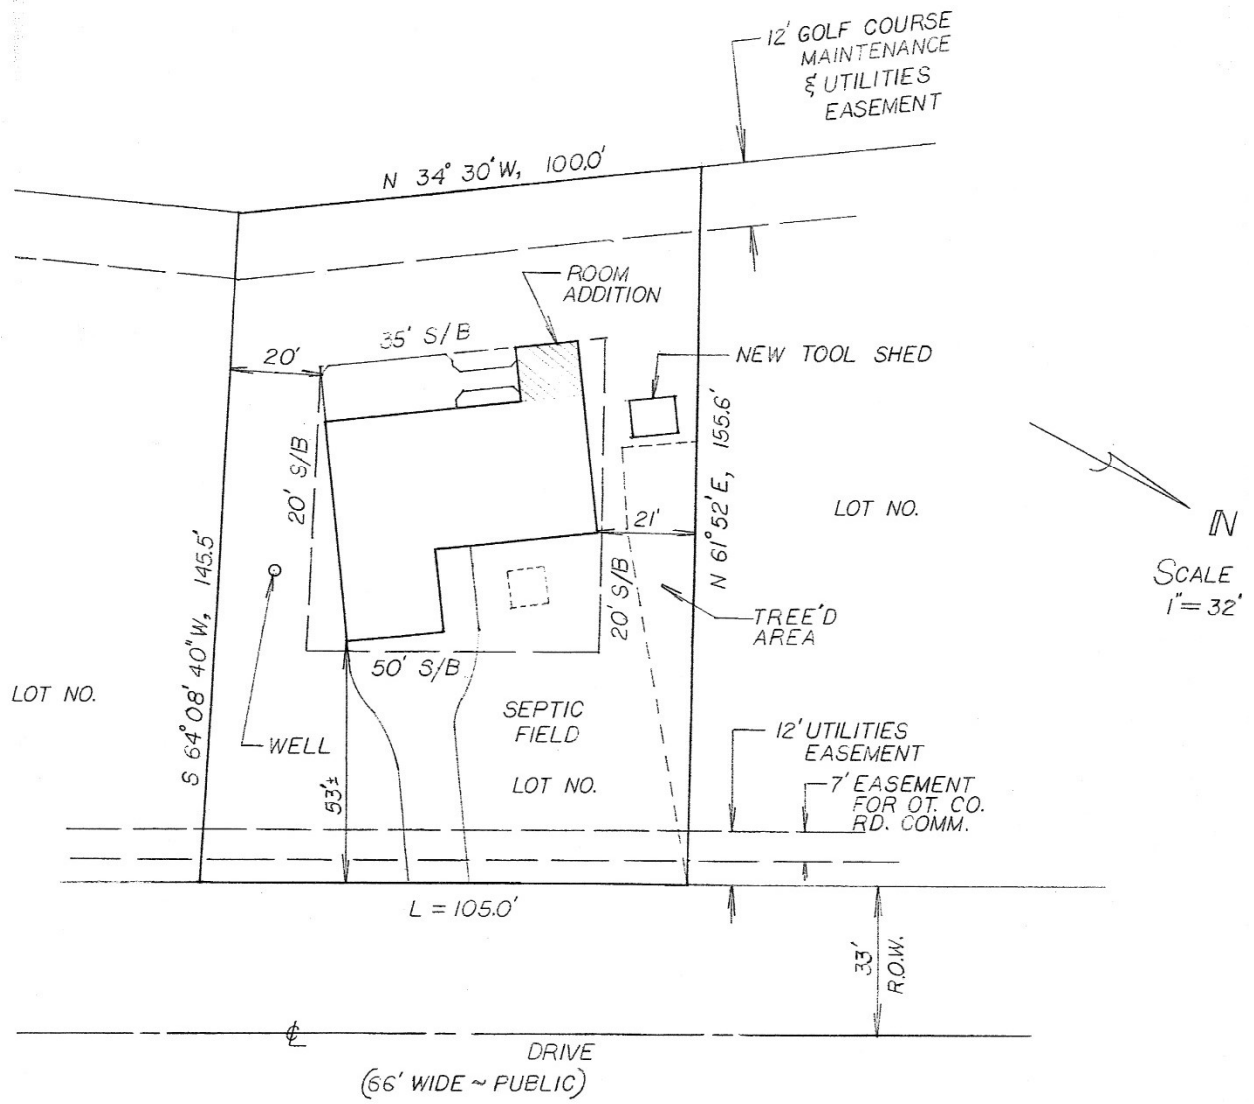 12' GOLF COURSE
MAINTENANCE
& UTILITIES
EASEMENT
N 34° 30' W, 100.0'
ROOM
ADDITION
35' S/B
20'
NEW TOOL SHED
20' S/B
N 61° 52' E, 155.6'
LOT NO.
21'
N
SCALE
1" = 32'
S 64° 08' 40" W, 145.5'
20' S/B
TREE'D
AREA
50' S/B
LOT NO.
WELL
SEPTIC
FIELD
LOT NO.
53'±
12' UTILITIES
EASEMENT
7' EASEMENT
FOR OT. CO.
RD. COMM.
L = 105.0'
33'
R.O.W.
℄
DRIVE
(66' WIDE ~ PUBLIC)